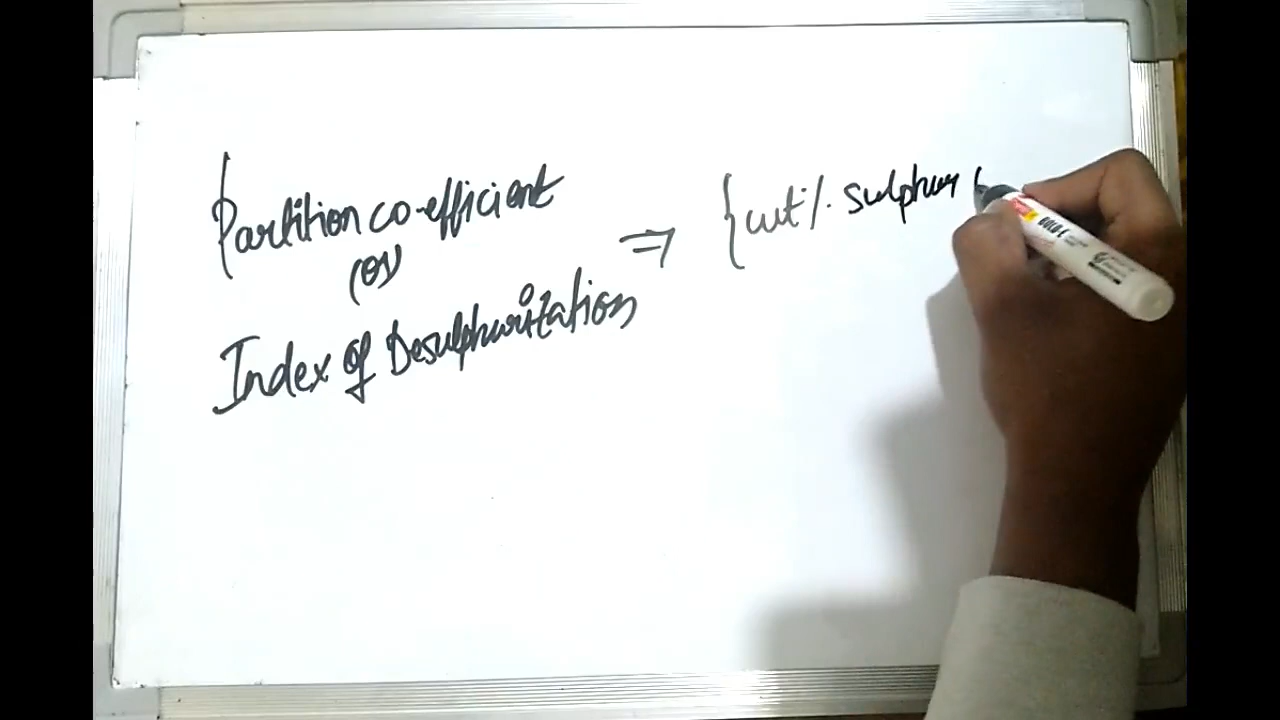 Partition co-efficient
(or)
Index of Desulphurization
⇒ {wt%. sulphur (